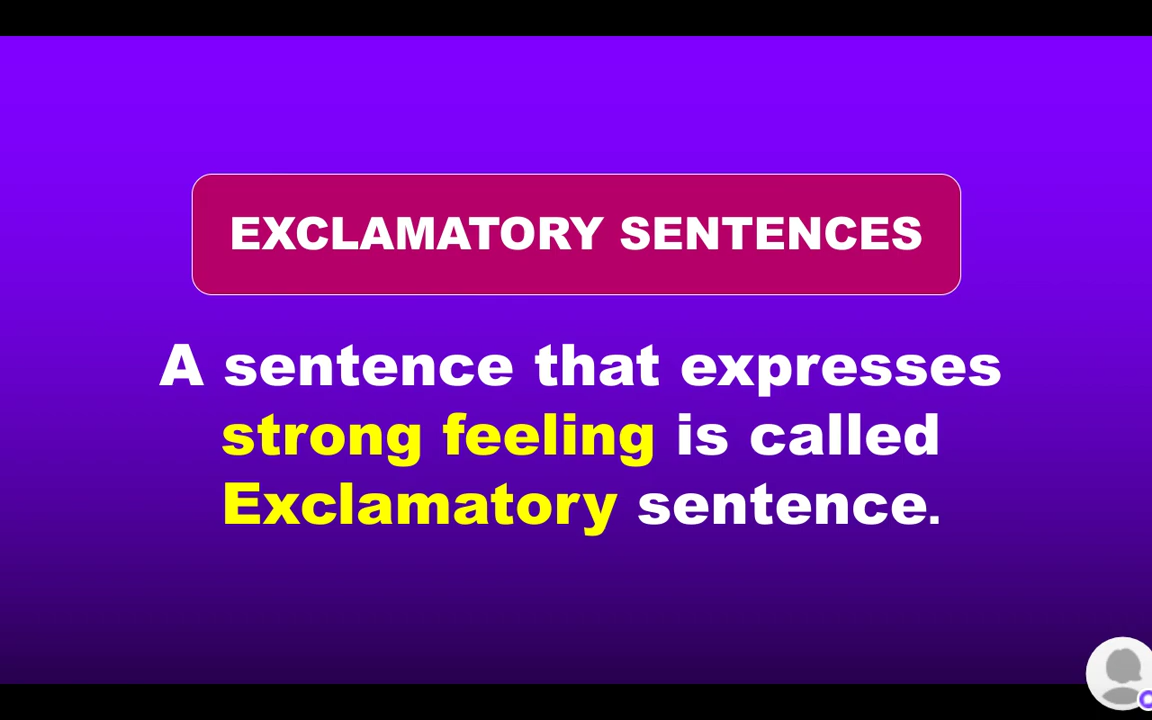 EXCLAMATORY SENTENCES
A sentence that expresses
strong feeling is called
Exclamatory sentence.